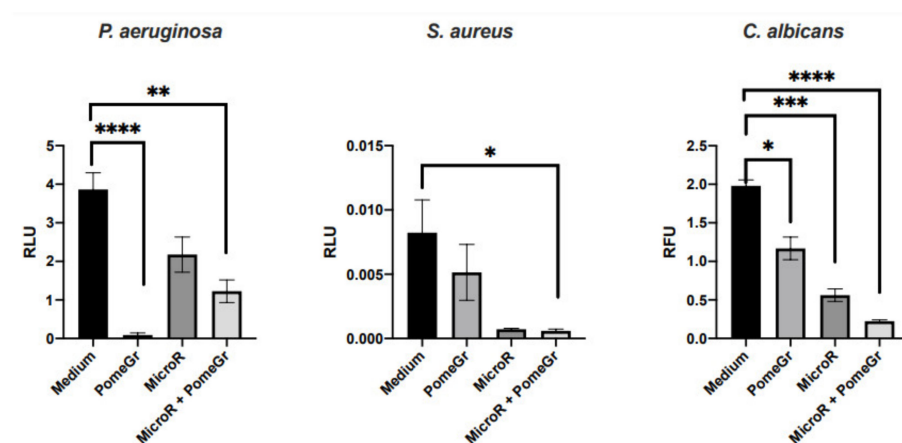 P. aeruginosa
**
****
5
4
3
2
1
0
RLU
Medium
PomeGr
MicroR
MicroR + PomeGr
S. aureus
*
0.015
0.010
0.005
0.000
RLU
Medium
PomeGr
MicroR
MicroR + PomeGr
C. albicans
****
***
*
2.5
2.0
1.5
1.0
0.5
0.0
RFU
Medium
PomeGr
MicroR
MicroR + PomeGr